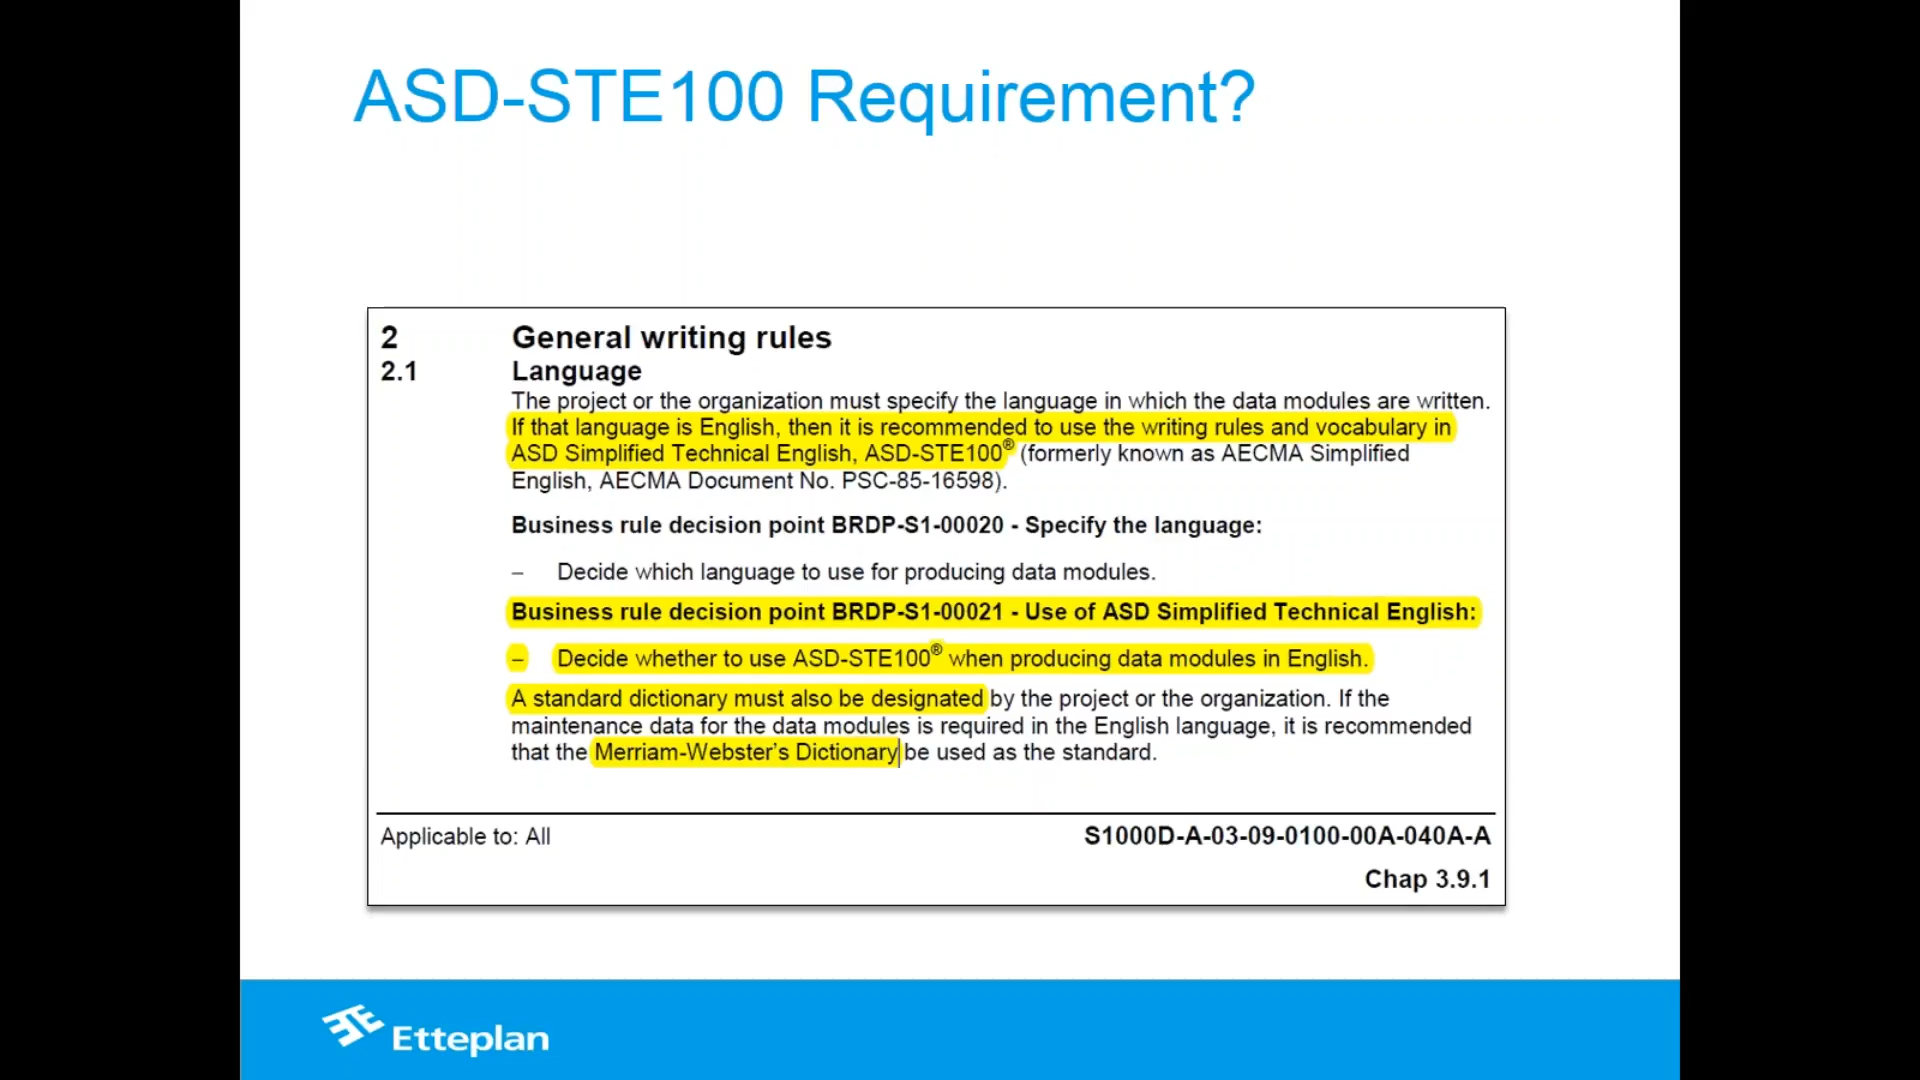 ASD-STE100 Requirement?
2 General writing rules
2.1 Language
The project or the organization must specify the language in which the data modules are written.
If that language is English, then it is recommended to use the writing rules and vocabulary in
ASD Simplified Technical English, ASD-STE100® (formerly known as AECMA Simplified
English, AECMA Document No. PSC-85-16598).
Business rule decision point BRDP-S1-00020 - Specify the language:
– Decide which language to use for producing data modules.
Business rule decision point BRDP-S1-00021 - Use of ASD Simplified Technical English:
– Decide whether to use ASD-STE100® when producing data modules in English.
A standard dictionary must also be designated by the project or the organization. If the
maintenance data for the data modules is required in the English language, it is recommended
that the Merriam-Webster's Dictionary be used as the standard.
Applicable to: All S1000D-A-03-09-0100-00A-040A-A
Chap 3.9.1
Etteplan